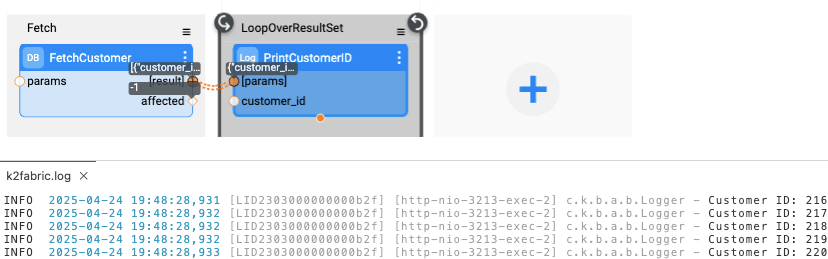 Fetch
LoopOverResultSet
DB FetchCustomer
Log PrintCustomerID
[{"customer_i...
{"customer_i...
params
[result]
[params]
-1
affected
customer_id
k2fabric.log
INFO 2025-04-24 19:48:28,931 [LID2303000000000b2f] [http-nio-3213-exec-2] c.k.b.a.b.Logger - Customer ID: 216
INFO 2025-04-24 19:48:28,932 [LID2303000000000b2f] [http-nio-3213-exec-2] c.k.b.a.b.Logger - Customer ID: 217
INFO 2025-04-24 19:48:28,932 [LID2303000000000b2f] [http-nio-3213-exec-2] c.k.b.a.b.Logger - Customer ID: 218
INFO 2025-04-24 19:48:28,932 [LID2303000000000b2f] [http-nio-3213-exec-2] c.k.b.a.b.Logger - Customer ID: 219
INFO 2025-04-24 19:48:28,933 [LID2303000000000b2f] [http-nio-3213-exec-2] c.k.b.a.b.Logger - Customer ID: 220